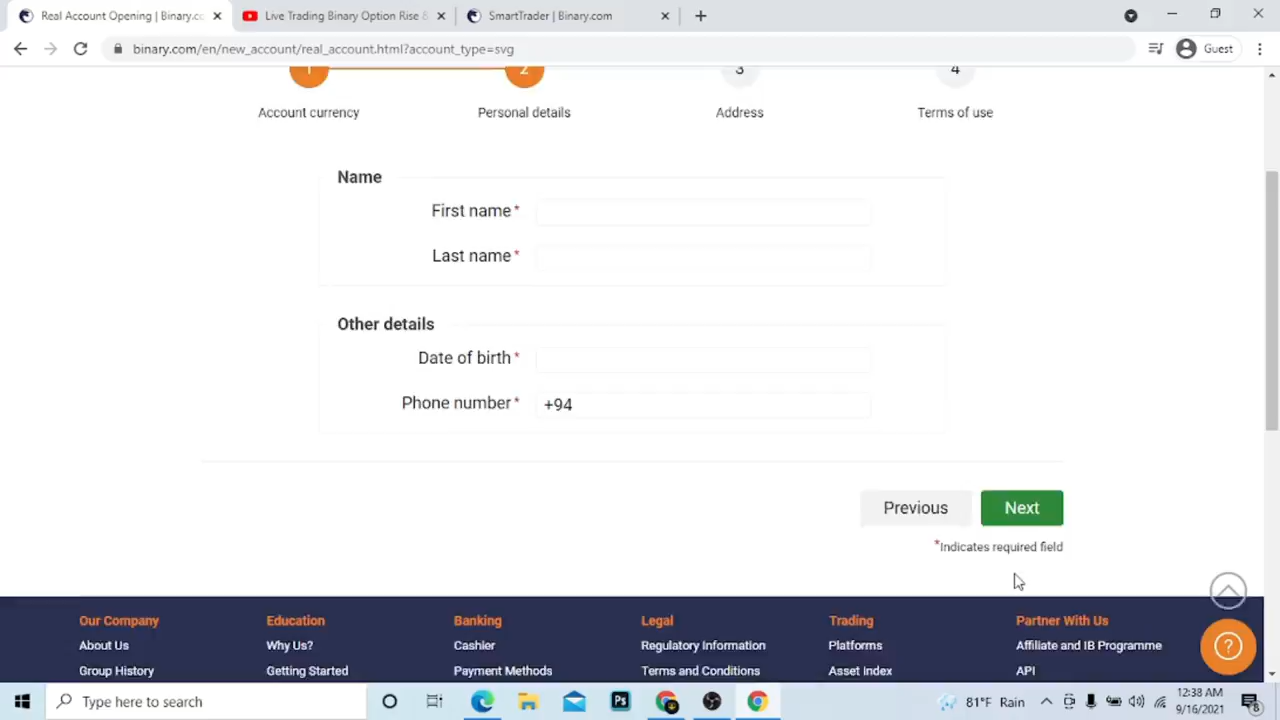 Real Account Opening | Binary.co
Live Trading Binary Option Rise &
SmartTrader | Binary.com
binary.com/en/new_account/real_account.html?account_type=svg
Guest
1
2
3
4
Account currency
Personal details
Address
Terms of use
Name
First name*
Last name*
Other details
Date of birth*
Phone number*
+94
Previous
Next
*Indicates required field
Our Company
Education
Banking
Legal
Trading
Partner With Us
About Us
Why Us?
Cashier
Regulatory Information
Platforms
Affiliate and IB Programme
Group History
Getting Started
Payment Methods
Terms and Conditions
Asset Index
API
?
Type here to search
Ps
81°F Rain
12:38 AM
9/16/2021
8